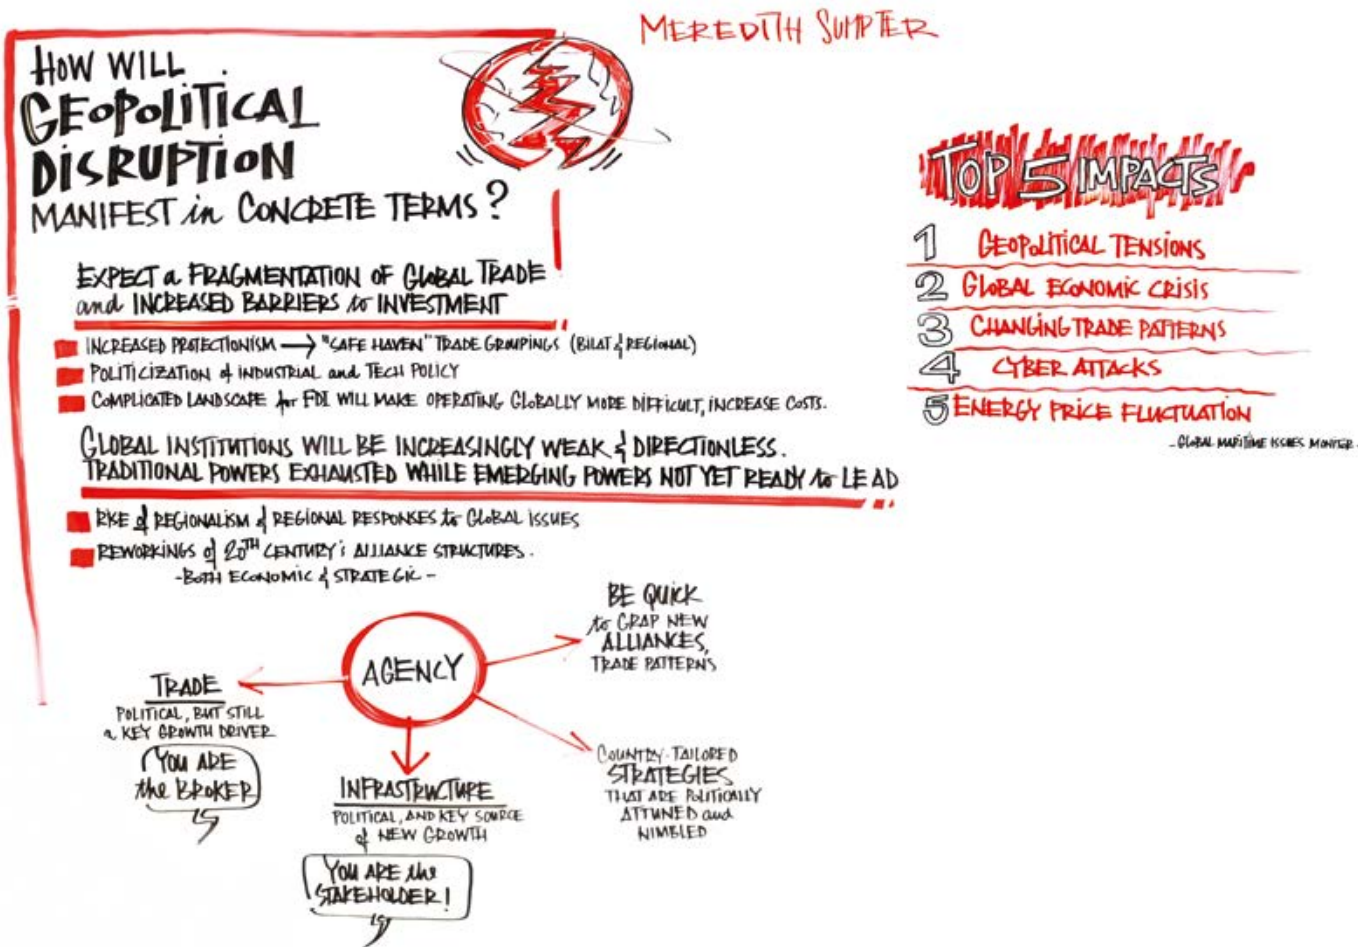 MEREDITH SUMPTER
HOW WILL
GEOPOLITICAL
DISRUPTION
MANIFEST in CONCRETE TERMS?
EXPECT a FRAGMENTATION OF GLOBAL TRADE
and INCREASED BARRIERS to INVESTMENT
INCREASED PROTECTIONISM → "SAFE HAVEN" TRADE GROUPINGS (BILAT & REGIONAL)
POLITICIZATION of INDUSTRIAL and TECH POLICY
COMPLICATED LANDSCAPE for FDI WILL MAKE OPERATING GLOBALLY MORE DIFFICULT, INCREASE COSTS.
GLOBAL INSTITUTIONS WILL BE INCREASINGLY WEAK & DIRECTIONLESS.
TRADITIONAL POWERS EXHAUSTED WHILE EMERGING POWERS NOT YET READY to LEAD
RISE of REGIONALISM & REGIONAL RESPONSES to GLOBAL ISSUES
REWORKINGS of 20TH CENTURY'S ALLIANCE STRUCTURES.
-BOTH ECONOMIC & STRATEGIC-
AGENCY
BE QUICK
to GRAP NEW
ALLIANCES,
TRADE PATTERNS
TRADE
POLITICAL, BUT STILL
a KEY GROWTH DRIVER
YOU ARE
the BROKER
INFRASTRUCTURE
POLITICAL, AND KEY SOURCE
of NEW GROWTH
YOU ARE the
STAKEHOLDER!
COUNTRY-TAILORED
STRATEGIES
THAT ARE POLITICALLY
ATTUNED and
NIMBLED
TOP 5 IMPACTS
1 GEOPOLITICAL TENSIONS
2 GLOBAL ECONOMIC CRISIS
3 CHANGING TRADE PATTERNS
4 CYBER ATTACKS
5 ENERGY PRICE FLUCTUATION
-GLOBAL MARITIME ISSUES MONITOR-